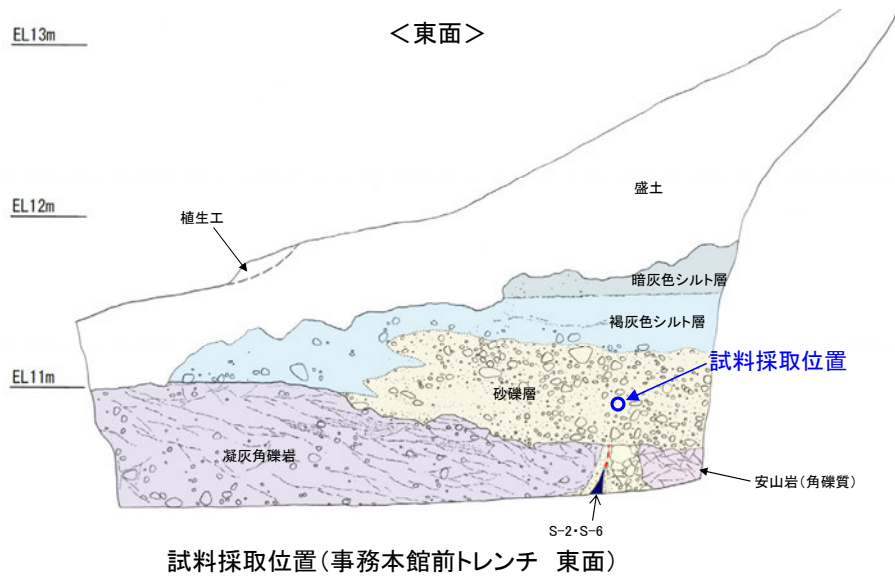 EL13m
<東面>
EL12m
盛土
植生工
暗灰色シルト層
褐灰色シルト層
試料採取位置
EL11m
砂礫層
凝灰角礫岩
安山岩(角礫質)
S-2・S-6
試料採取位置(事務本館前トレンチ 東面)